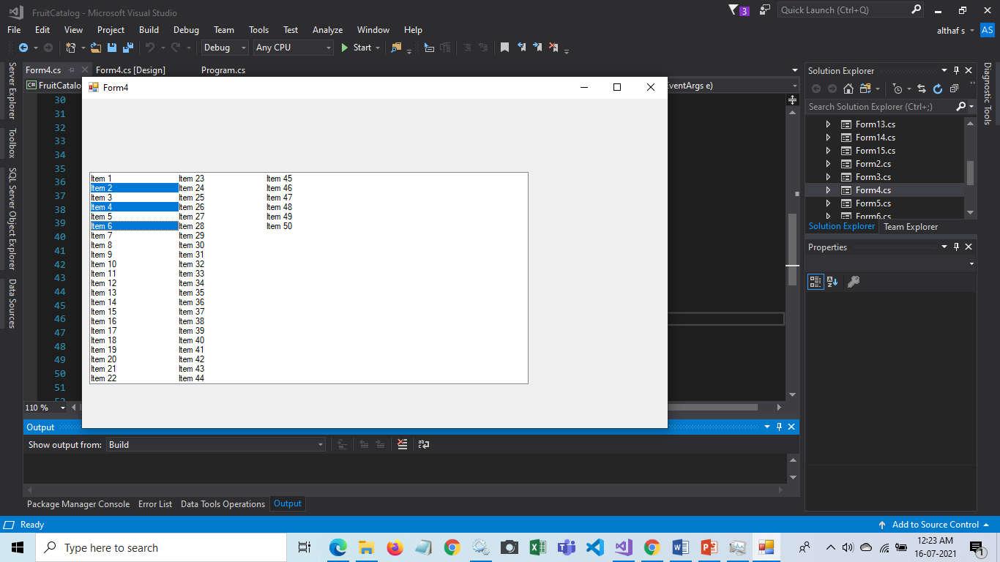 FruitCatalog - Microsoft Visual Studio
3
Quick Launch (Ctrl+Q)
File Edit View Project Build Debug Team Tools Test Analyze Window Help
althaf s
AS
Debug Any CPU Start
Form4.cs Form4.cs [Design] Program.cs
Server Explorer
Toolbox
SQL Server Object Explorer
Data Sources
C# FruitCatalo
EventArgs e)
30
31
32
33
34
35
36
37
38
39
40
41
42
43
44
45
46
47
48
49
50
51
52
110 %
Form4
Item 1
Item 2
Item 3
Item 4
Item 5
Item 6
Item 7
Item 8
Item 9
Item 10
Item 11
Item 12
Item 13
Item 14
Item 15
Item 16
Item 17
Item 18
Item 19
Item 20
Item 21
Item 22
Item 23
Item 24
Item 25
Item 26
Item 27
Item 28
Item 29
Item 30
Item 31
Item 32
Item 33
Item 34
Item 35
Item 36
Item 37
Item 38
Item 39
Item 40
Item 41
Item 42
Item 43
Item 44
Item 45
Item 46
Item 47
Item 48
Item 49
Item 50
Solution Explorer
Search Solution Explorer (Ctrl+;)
Form13.cs
Form14.cs
Form15.cs
Form2.cs
Form3.cs
Form4.cs
Form5.cs
Form6.cs
Solution Explorer Team Explorer
Properties
Diagnostic Tools
Output
Show output from: Build
Package Manager Console Error List Data Tools Operations Output
Ready
Add to Source Control
Type here to search
12:23 AM
16-07-2021
1